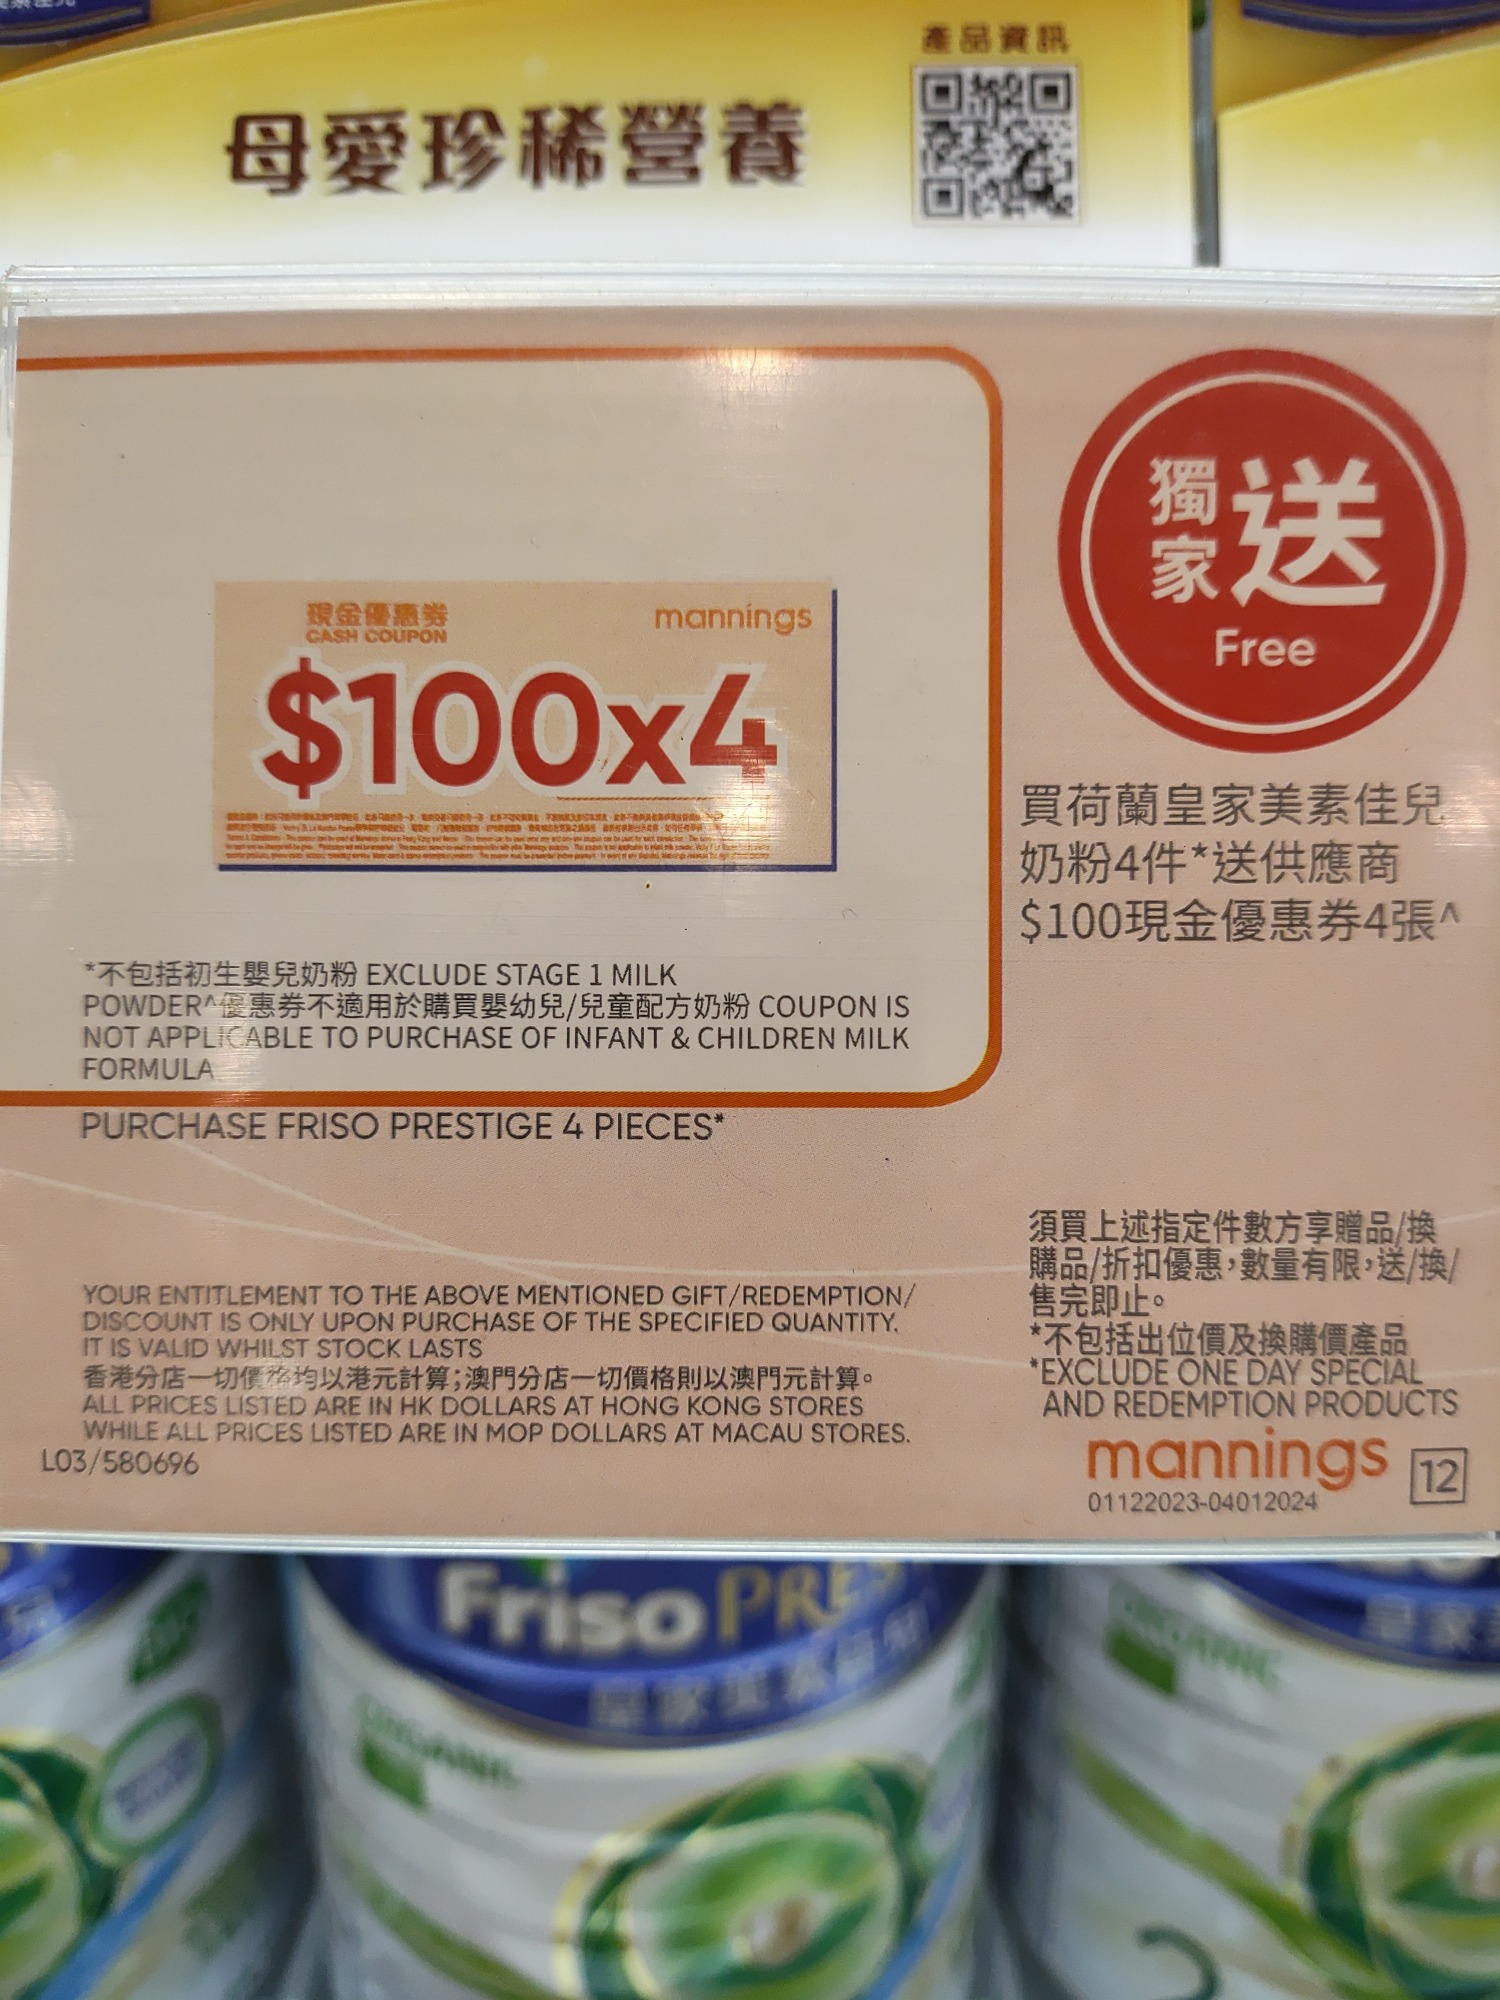 產品資訊
母愛珍稀營養
獨家送
Free
現金優惠券
CASH COUPON
mannings
$100x4
買荷蘭皇家美素佳兒
奶粉4件*送供應商
$100現金優惠券4張^
*不包括初生嬰兒奶粉 EXCLUDE STAGE 1 MILK
POWDER^優惠券不適用於購買嬰幼兒/兒童配方奶粉 COUPON IS
NOT APPLICABLE TO PURCHASE OF INFANT & CHILDREN MILK
FORMULA
PURCHASE FRISO PRESTIGE 4 PIECES*
YOUR ENTITLEMENT TO THE ABOVE MENTIONED GIFT/REDEMPTION/
DISCOUNT IS ONLY UPON PURCHASE OF THE SPECIFIED QUANTITY.
IT IS VALID WHILST STOCK LASTS
香港分店一切價格均以港元計算;澳門分店一切價格則以澳門元計算。
ALL PRICES LISTED ARE IN HK DOLLARS AT HONG KONG STORES
WHILE ALL PRICES LISTED ARE IN MOP DOLLARS AT MACAU STORES.
L03/580696
須買上述指定件數方享贈品/換
購品/折扣優惠,數量有限,送/換/
售完即止。
*不包括出位價及換購價產品
*EXCLUDE ONE DAY SPECIAL
AND REDEMPTION PRODUCTS
mannings 12
01122023-04012024
Friso PRES
皇家美素佳兒
ORGANIC
ORGANIC
皇家